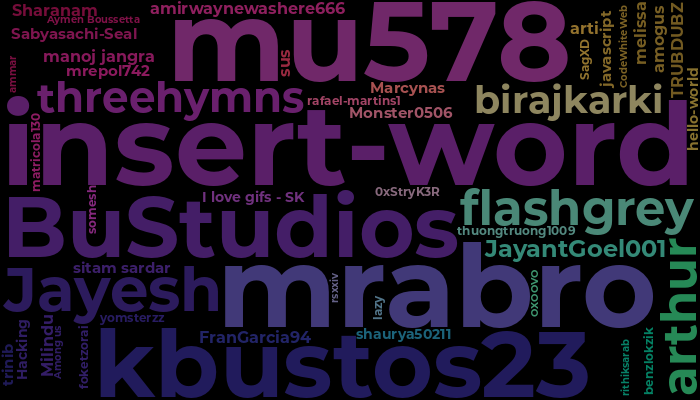 Sharanam
Aymen Boussetta
amirwaynewashere666
Sabyasachi-Seal
mu578
arti
SagXD
javascript
CodeWhiteWeb
melissa
amogus
TRUBDUBZ
manoj jangra
mrepol742
sus
ammar
threehymns
rafael-martins1
Marcynas
Monster0506
birajkarki
hello-world
matricola130
insert-word
somesh
I love gifs - SK
0xStryK3R
BuStudios
flashgrey
thuongtruong1009
JayantGoel001
sitam sardar
Jayesh
mrabro
rsxxiv
lazy
oxoovo
arthur
yomsterzz
trinib
Hacking
Milindu
Among us
foketzorai
kbustos23
FranGarcia94
shaurya50211
rithiksarab
benzlokzik